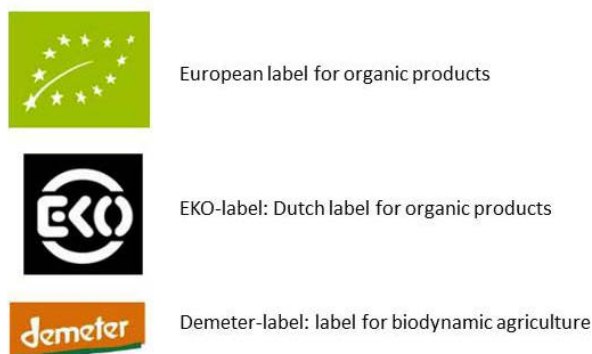 European label for organic products
EKO
EKO-label: Dutch label for organic products
demeter
Demeter-label: label for biodynamic agriculture